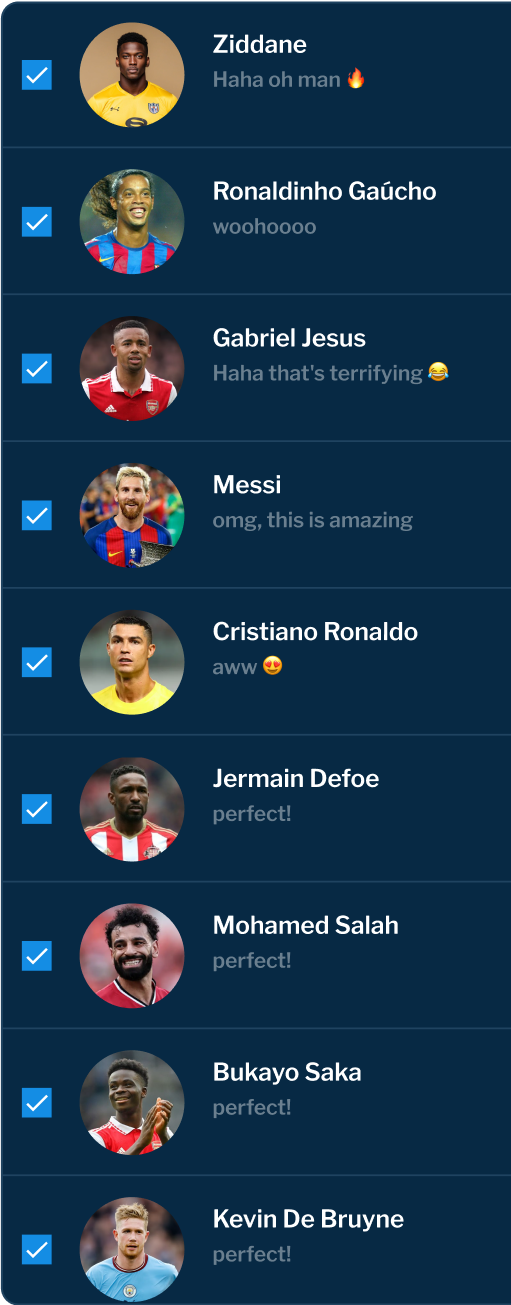 Ziddane
Haha oh man 🔥
Ronaldinho Gaúcho
woohoooo
Gabriel Jesus
Haha that's terrifying 😂
Messi
omg, this is amazing
Cristiano Ronaldo
aww 😍
Jermain Defoe
perfect!
Mohamed Salah
perfect!
Bukayo Saka
perfect!
Kevin De Bruyne
perfect!